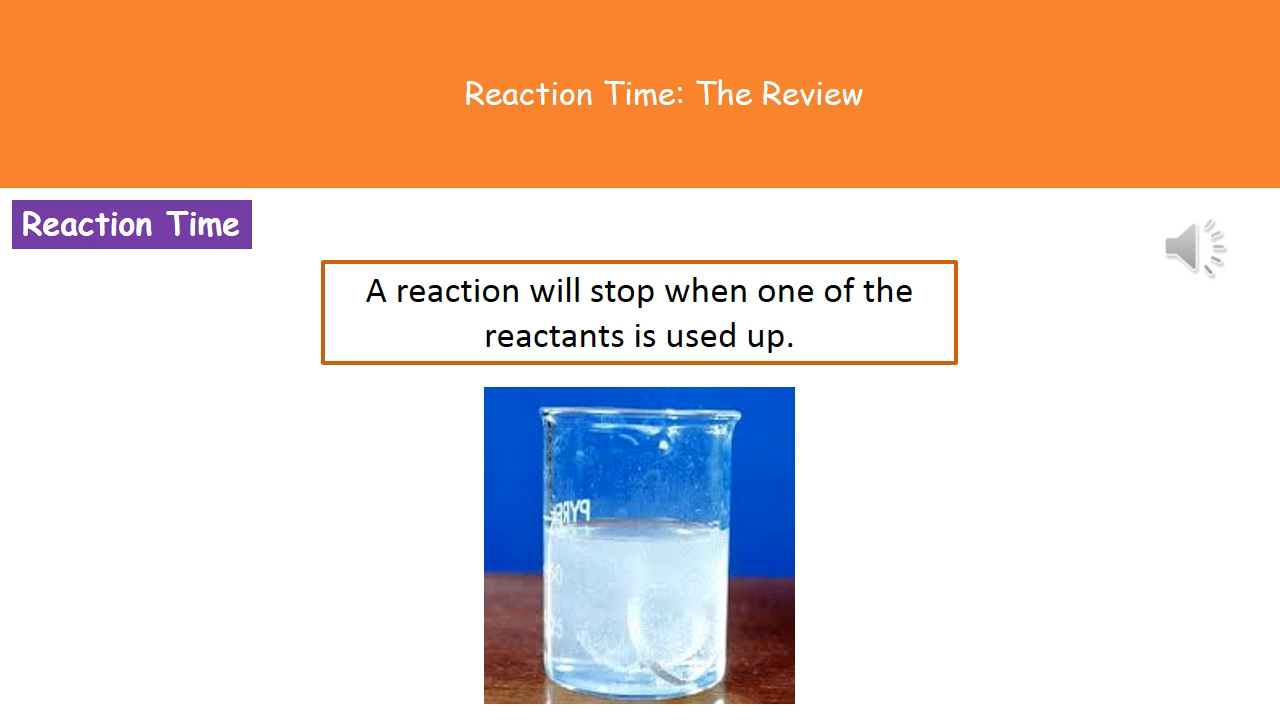 Reaction Time: The Review
Reaction Time
A reaction will stop when one of the
reactants is used up.